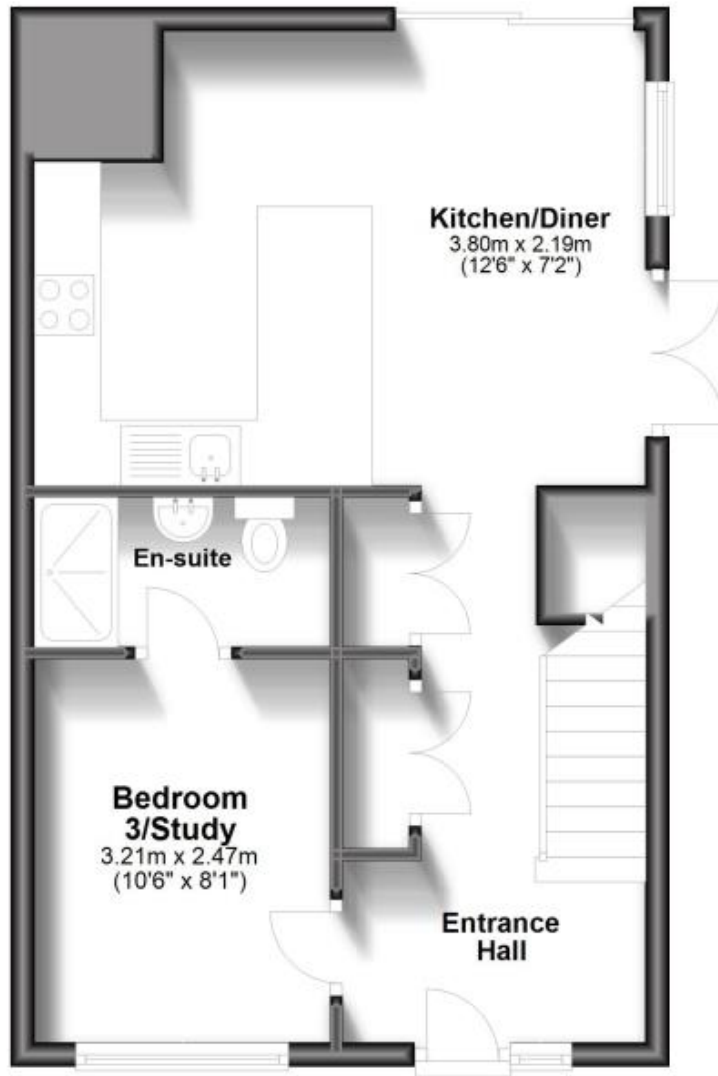 Kitchen/Diner
3.80m x 2.19m
(12'6" x 7'2")
En-suite
Bedroom
3/Study
3.21m x 2.47m
(10'6" x 8'1")
Entrance
Hall